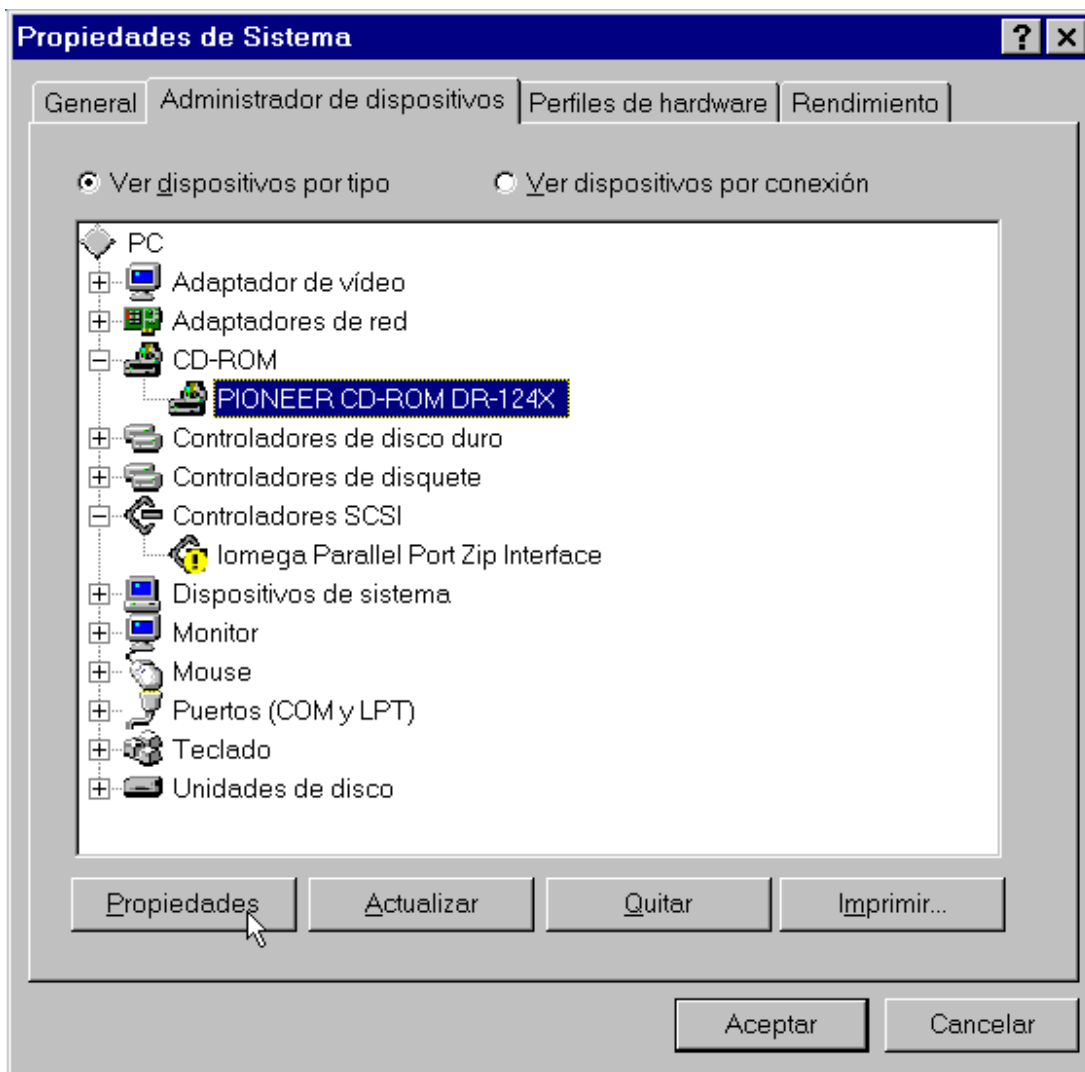 Propiedades de Sistema
General Administrador de dispositivos Perfiles de hardware Rendimiento
Ver dispositivos por tipo Ver dispositivos por conexión
PC
Adaptador de vídeo
Adaptadores de red
CD-ROM
PIONEER CD-ROM DR-124X
Controladores de disco duro
Controladores de disquete
Controladores SCSI
Iomega Parallel Port Zip Interface
Dispositivos de sistema
Monitor
Mouse
Puertos (COM y LPT)
Teclado
Unidades de disco
Propiedades Actualizar Quitar Imprimir...
Aceptar Cancelar